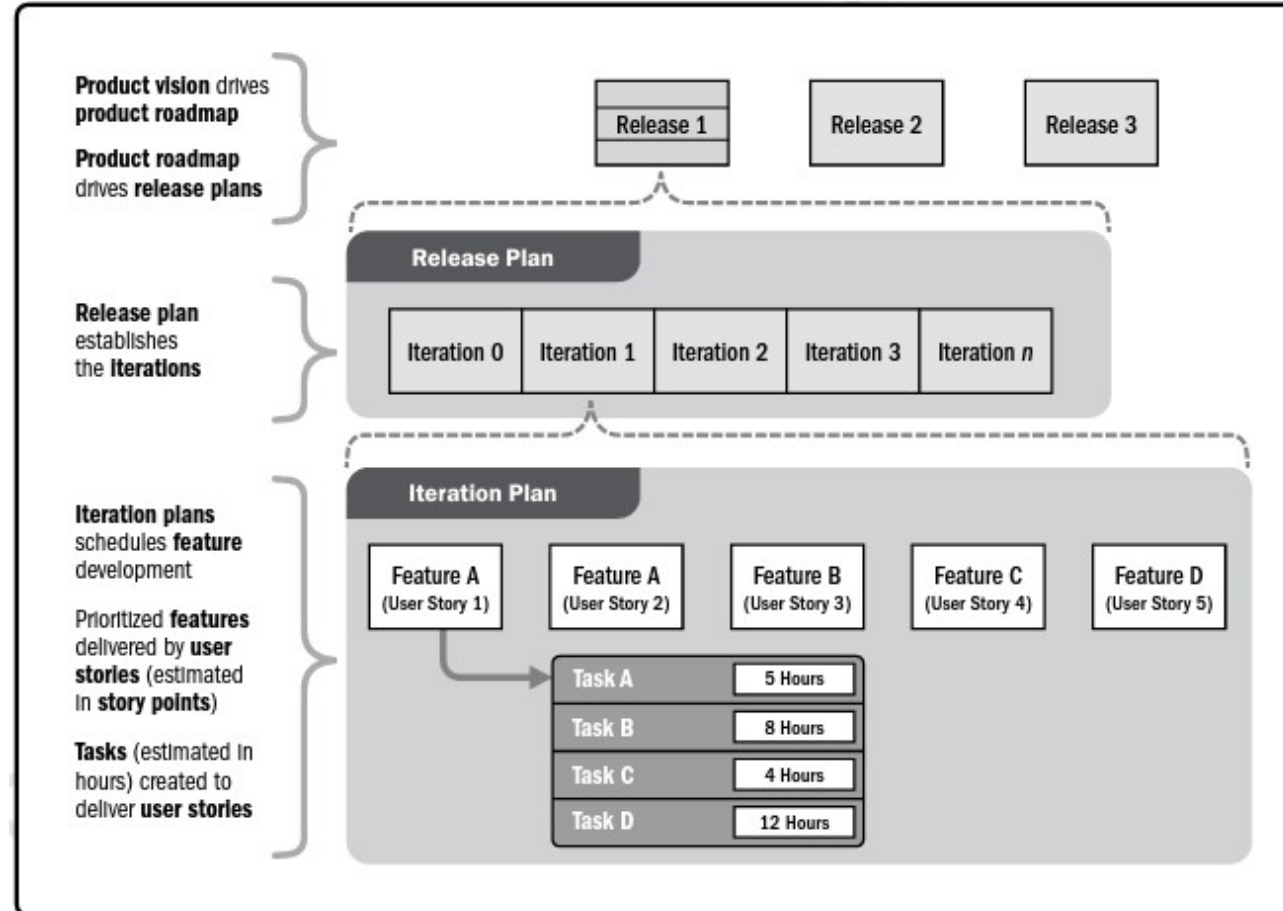 Product vision drives
product roadmap
Product roadmap
drives release plans
Release 1
Release 2
Release 3
Release Plan
Release plan
establishes
the iterations
Iteration 0
Iteration 1
Iteration 2
Iteration 3
Iteration n
Iteration Plan
Iteration plans
schedules feature
development
Prioritized features
delivered by user
stories (estimated
in story points)
Tasks (estimated in
hours) created to
deliver user stories
Feature A
(User Story 1)
Feature A
(User Story 2)
Feature B
(User Story 3)
Feature C
(User Story 4)
Feature D
(User Story 5)
Task A
5 Hours
Task B
8 Hours
Task C
4 Hours
Task D
12 Hours